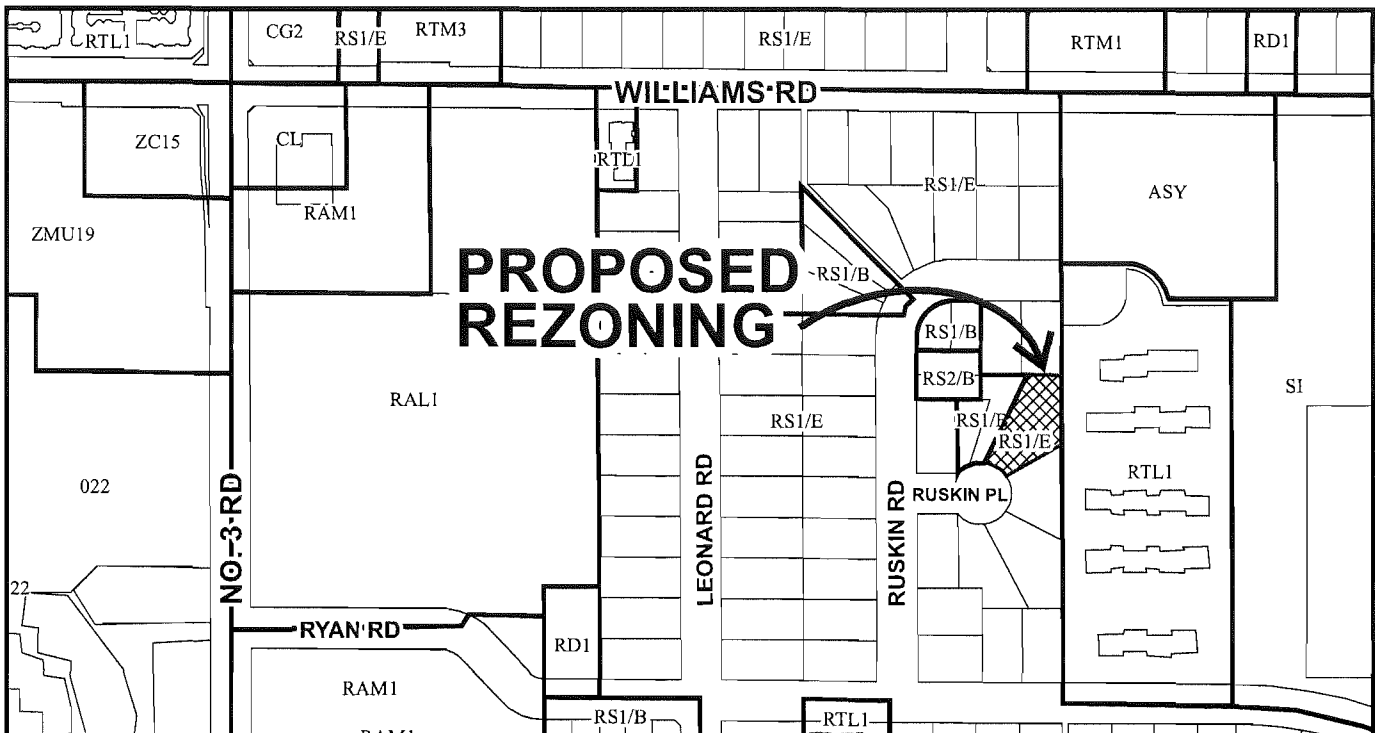 RTL1
CG2
RS1/E
RTM3
RS1/E
RTM1
RD1
WILLIAMS RD
ZC15
CL
RTL1
RS1/E
ASY
ZMU19
RAM1
PROPOSED
REZONING
RS1/B
RS1/B
RS2/B
SI
RAL1
RS1/E
RS1/B
RS1/E
022
NO. 3 RD
LEONARD RD
RUSKIN RD
RUSKIN PL
RTL1
22
RYAN RD
RD1
RAM1
RS1/B
RTL1
RAM1